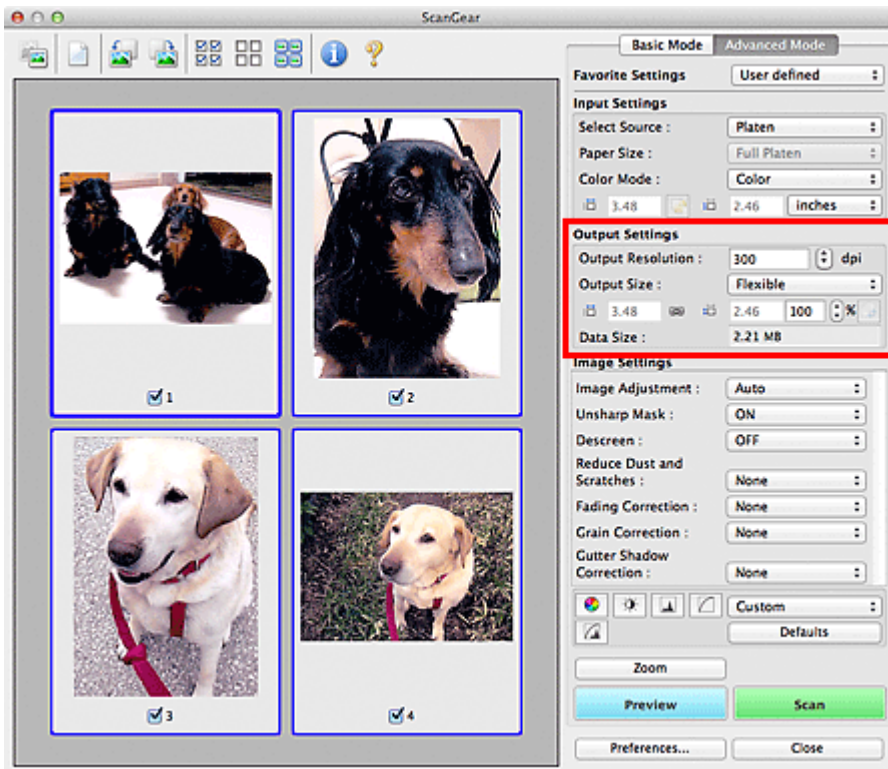 ScanGear
Basic Mode Advanced Mode
Favorite Settings User defined
Input Settings
Select Source : Platen
Paper Size : Full Platen
Color Mode : Color
3.48 2.46 inches
Output Settings
Output Resolution : 300 dpi
Output Size : Flexible
3.48 2.46 100 %
Data Size : 2.21 MB
Image Settings
Image Adjustment : Auto
Unsharp Mask : ON
Descreen : OFF
Reduce Dust and
Scratches : None
Fading Correction : None
Grain Correction : None
Gutter Shadow
Correction : None
Custom
Defaults
Zoom
Preview Scan
Preferences... Close
1
2
3
4